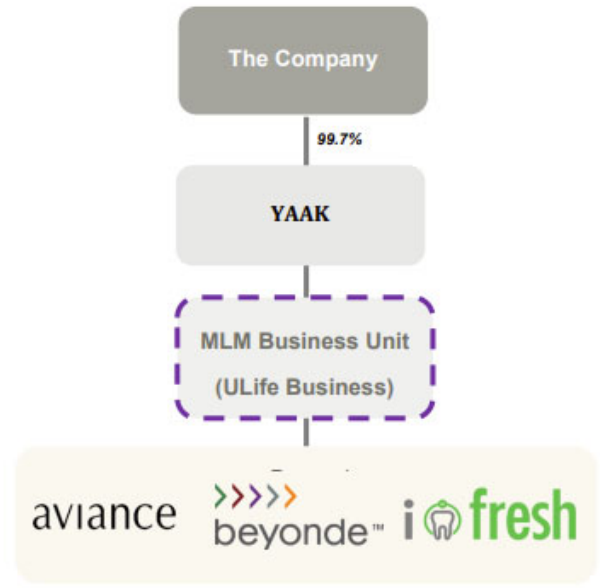 The Company
99.7%
YAAK
MLM Business Unit
(ULife Business)
aviance
beyonde™
i fresh